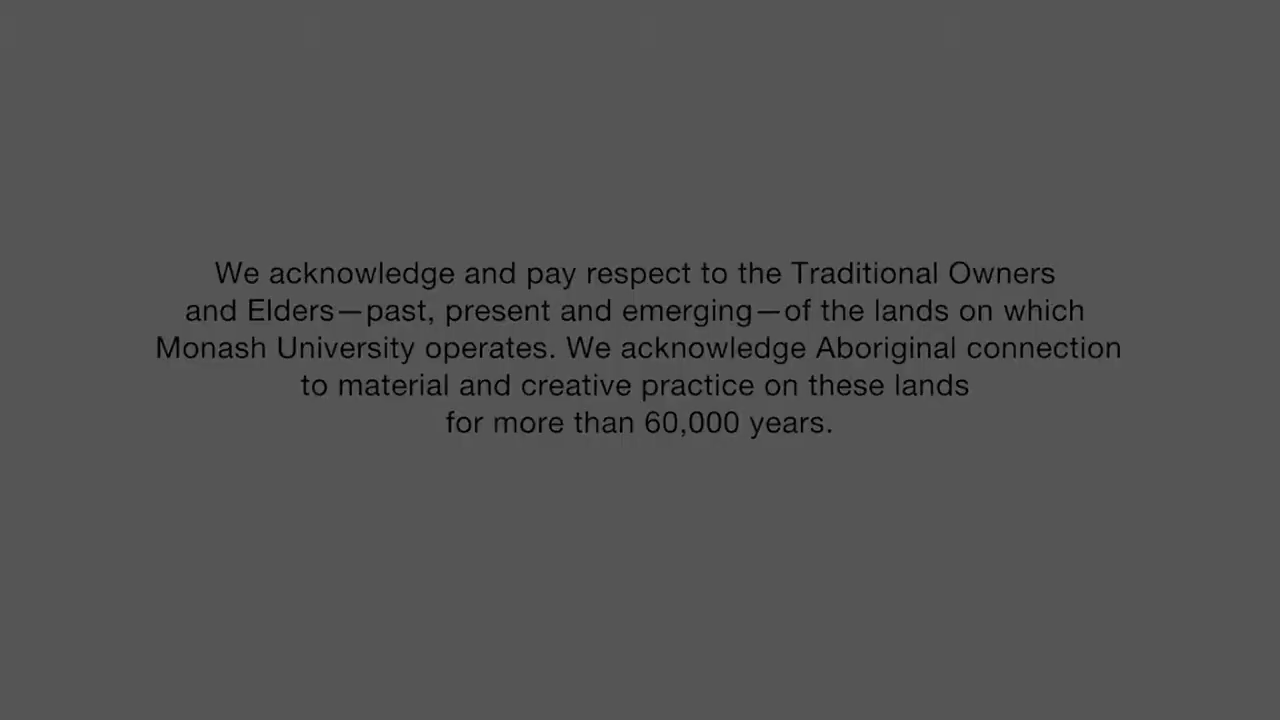 We acknowledge and pay respect to the Traditional Owners
and Elders—past, present and emerging—of the lands on which
Monash University operates. We acknowledge Aboriginal connection
to material and creative practice on these lands
for more than 60,000 years.